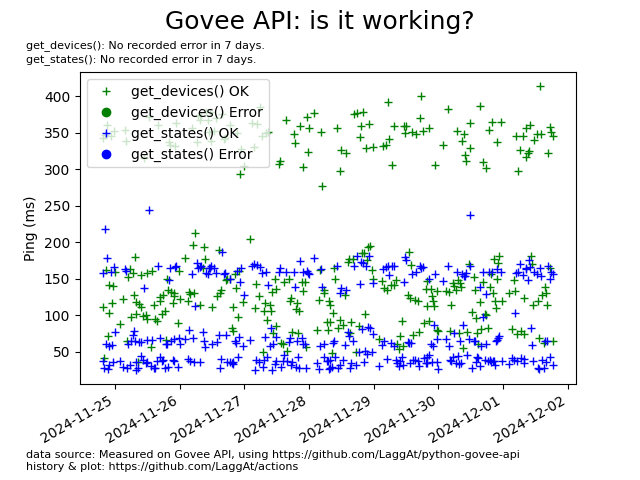 Govee API: is it working?
get_devices(): No recorded error in 7 days.
get_states(): No recorded error in 7 days.
get_devices() OK
get_devices() Error
get_states() OK
get_states() Error
Ping (ms)
400
350
300
250
200
150
100
50
2024-11-25
2024-11-26
2024-11-27
2024-11-28
2024-11-29
2024-11-30
2024-12-01
2024-12-02
data source: Measured on Govee API, using https://github.com/LaggAt/python-govee-api
history & plot: https://github.com/LaggAt/actions